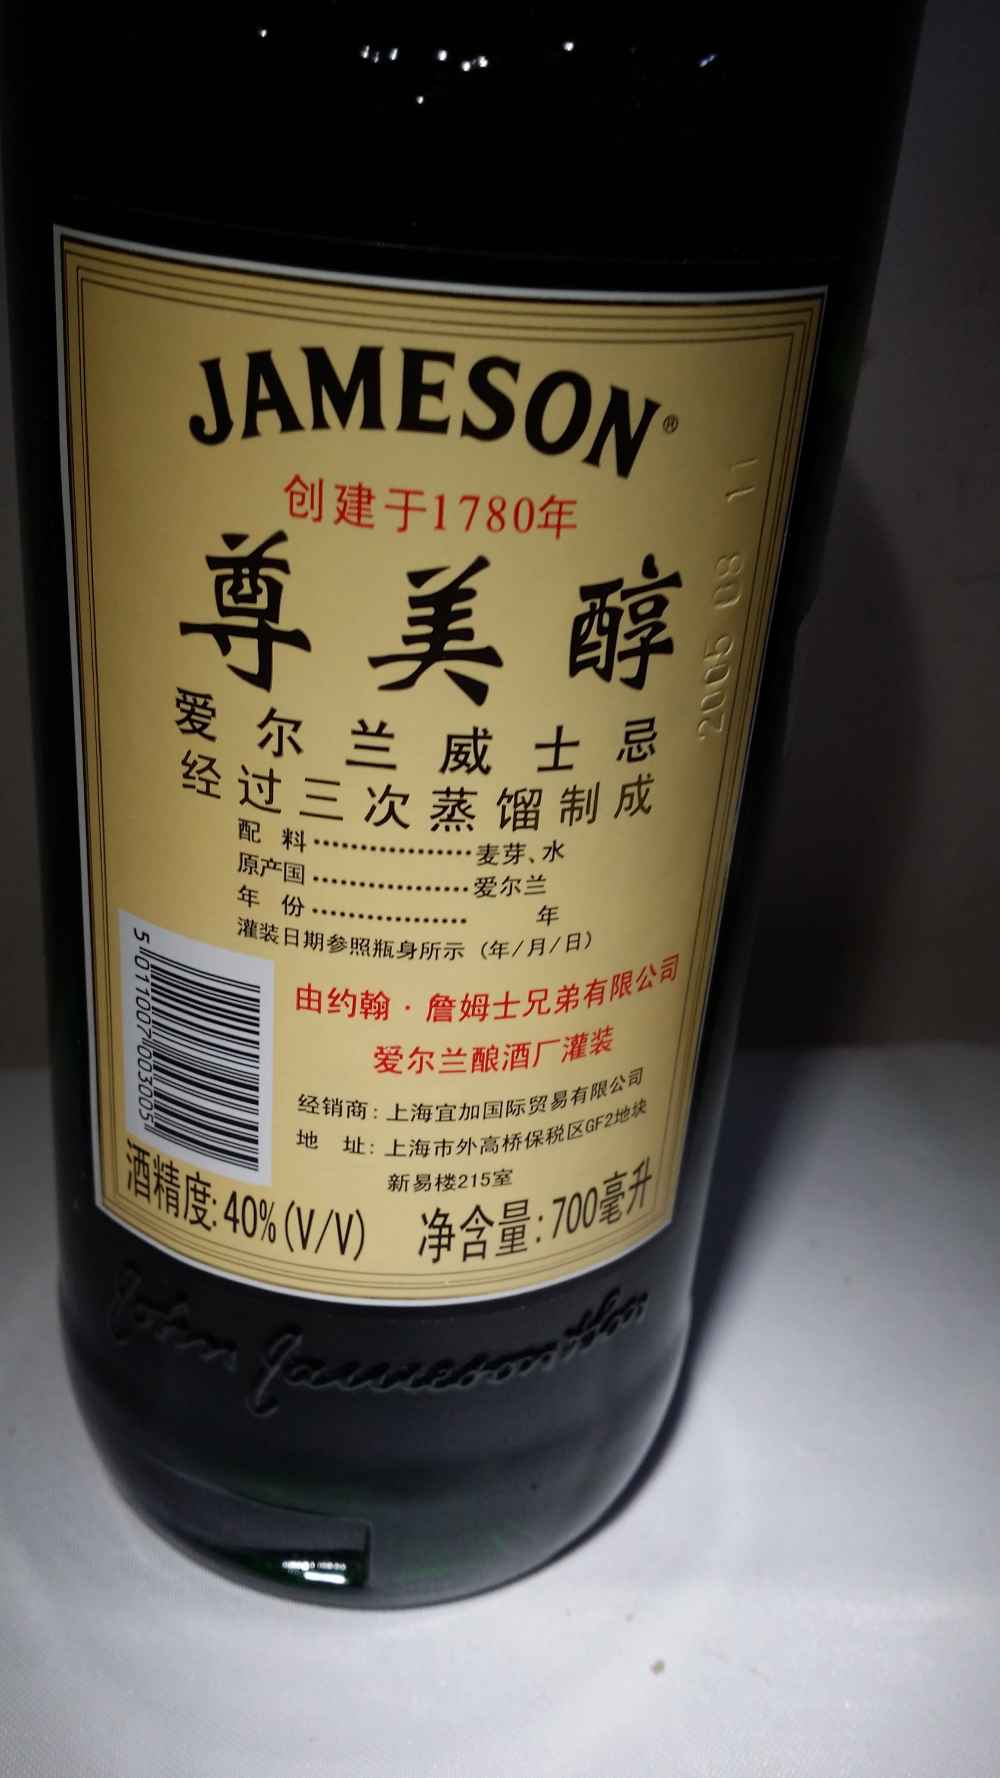 JAMESON®
创建于1780年
尊美醇
爱尔兰威士忌
经过三次蒸馏制成
配 料·················麦芽、水
原产国·················爱尔兰
年 份················· 年
灌装日期参照瓶身所示（年/月/日）
2005 08 11
由约翰·詹姆士兄弟有限公司
爱尔兰酿酒厂灌装
经销商：上海宜加国际贸易有限公司
地 址：上海市外高桥保税区GF2地块
新易楼215室
5 011007 003005
酒精度：40%(V/V) 净含量：700毫升
John Jameson & Son